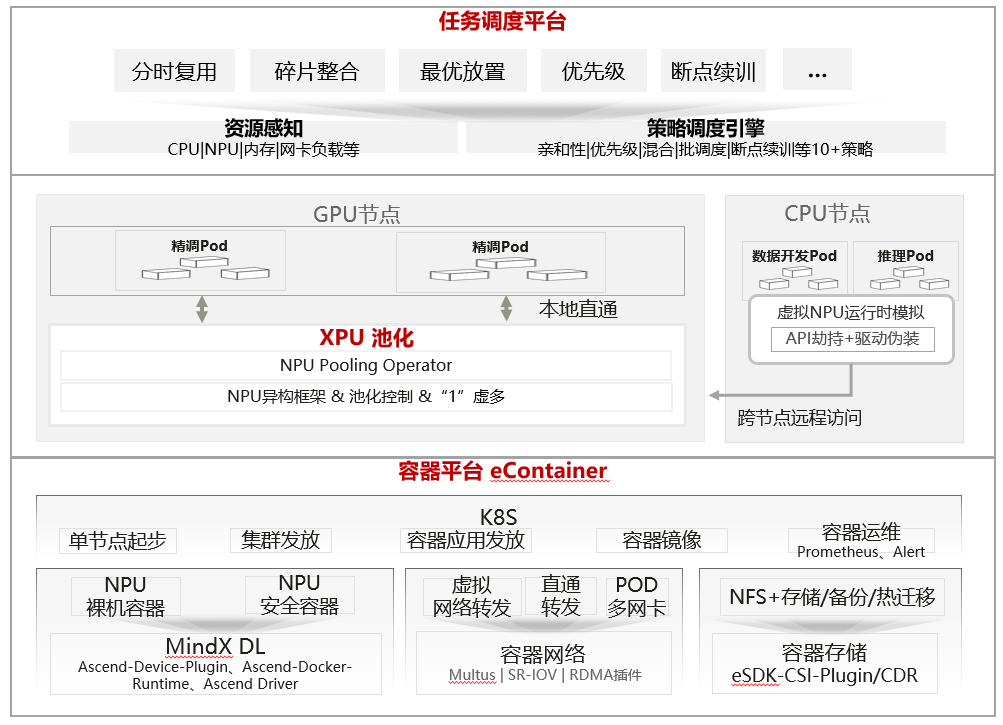 任务调度平台
分时复用
碎片整合
最优放置
优先级
断点续训
...
资源感知
CPU|NPU|内存|网卡负载等
策略调度引擎
亲和性|优先级|混合|批调度|断点续训等10+策略
GPU节点
精调Pod
精调Pod
本地直通
XPU 池化
NPU Pooling Operator
NPU异构框架 & 池化控制 & “1”虚多
CPU节点
数据开发Pod
推理Pod
虚拟NPU运行时模拟
API劫持+驱动伪装
跨节点远程访问
容器平台 eContainer
K8S
单节点起步
集群发放
容器应用发放
容器镜像
容器运维
Prometheus、Alert
NPU
裸机容器
NPU
安全容器
MindX DL
Ascend-Device-Plugin、Ascend-Docker-
Runtime、Ascend Driver
虚拟
网络转发
直通
转发
POD
多网卡
容器网络
Multus | SR-IOV | RDMA插件
NFS+存储/备份/热迁移
容器存储
eSDK-CSI-Plugin/CDR